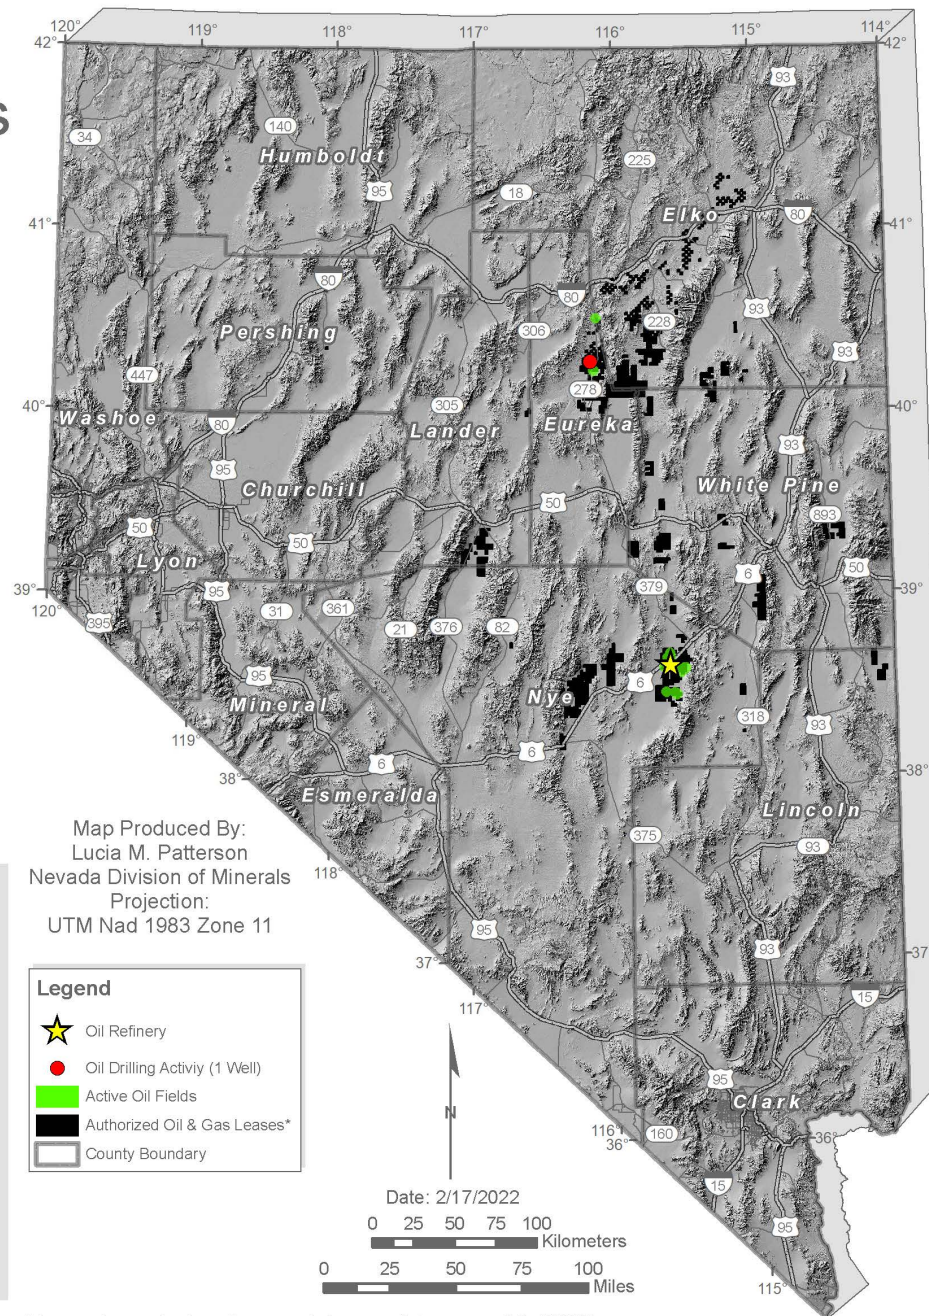 S
120°
119°
118°
117°
116°
115°
114°
42°
42°
93
34
140
Humboldt
225
95
18
Elko
41°
80
41°
80
80
93
306
228
Pershing
93
447
278
40°
305
40°
Washoe
80
Lander
Eureka
93
95
White Pine
Churchill
50
893
50
50
Lyon
6
50
39°
379
39°
120°
95
31
361
395
21
376
82
95
6
Nye
Mineral
318
93
119°
6
6
38°
38°
Esmeralda
Lincoln
375
93
Map Produced By:
Lucia M. Patterson
118°
Nevada Division of Minerals
Projection:
UTM Nad 1983 Zone 11
95
93
37°
37°
Legend
15
117°
Oil Refinery
Oil Drilling Activiy (1 Well)
95
Active Oil Fields
Clark
N
Authorized Oil & Gas Leases*
116°
36°
160
36°
County Boundary
15
Date: 2/17/2022
0 25 50 75 100
Kilometers
95
0 25 50 75 100
Miles
115°